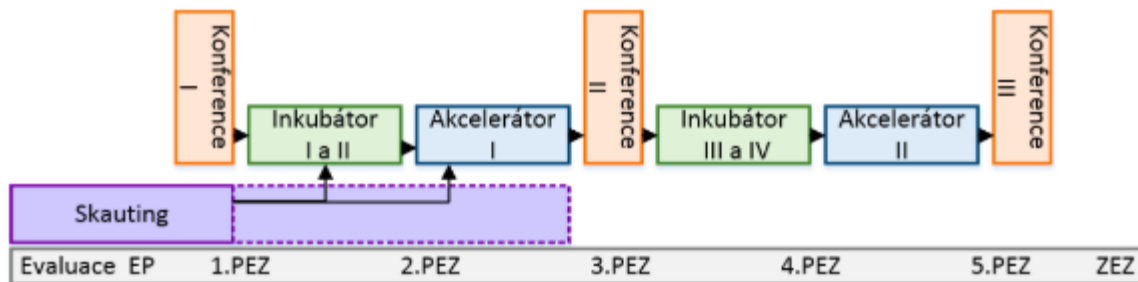 Konference
I
Inkubátor
I a II
Akcelerátor
I
Konference
II
Inkubátor
III a IV
Akcelerátor
II
Konference
III
Skauting
Evaluace EP 1.PEZ 2.PEZ 3.PEZ 4.PEZ 5.PEZ ZEZ